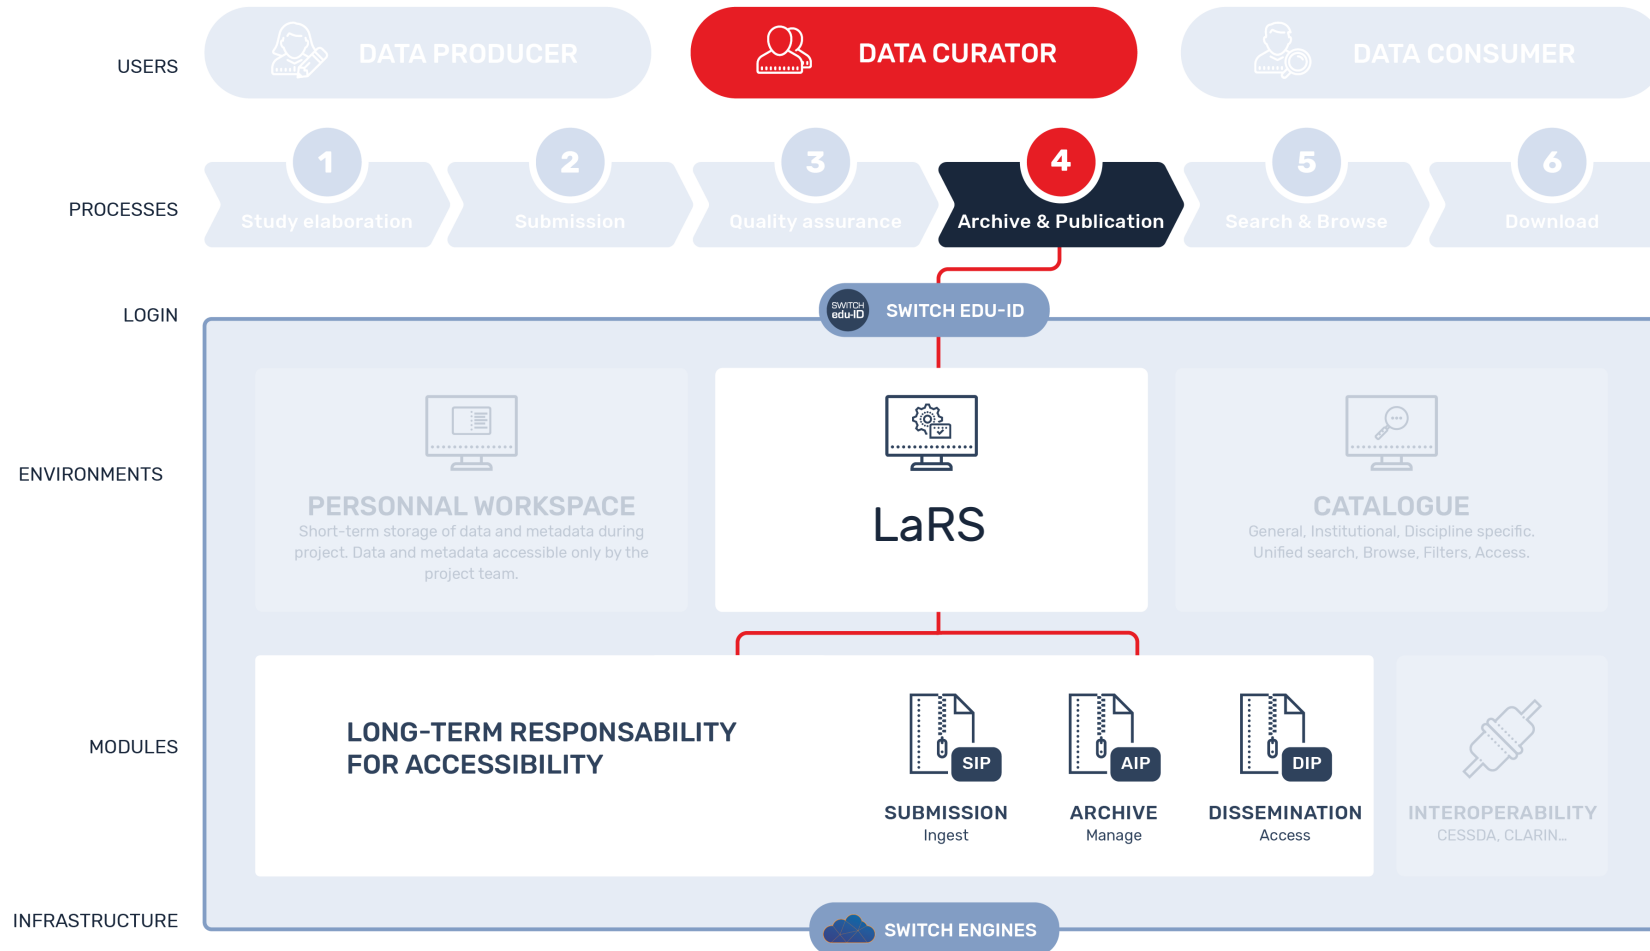 USERS
DATA PRODUCER
DATA CURATOR
DATA CONSUMER
PROCESSES
1
Study elaboration
2
Submission
3
Quality assurance
4
Archive & Publication
5
Search & Browse
6
Download
LOGIN
SWITCH
edu-ID
SWITCH EDU-ID
ENVIRONMENTS
PERSONNAL WORKSPACE
Short-term storage of data and metadata during
project. Data and metadata accessible only by the
project team.
LaRS
CATALOGUE
General, Institutional, Discipline specific.
Unified search, Browse, Filters, Access.
MODULES
LONG-TERM RESPONSABILITY
FOR ACCESSIBILITY
SIP
SUBMISSION
Ingest
AIP
ARCHIVE
Manage
DIP
DISSEMINATION
Access
INTEROPERABILITY
CESSDA, CLARIN...
INFRASTRUCTURE
SWITCH ENGINES